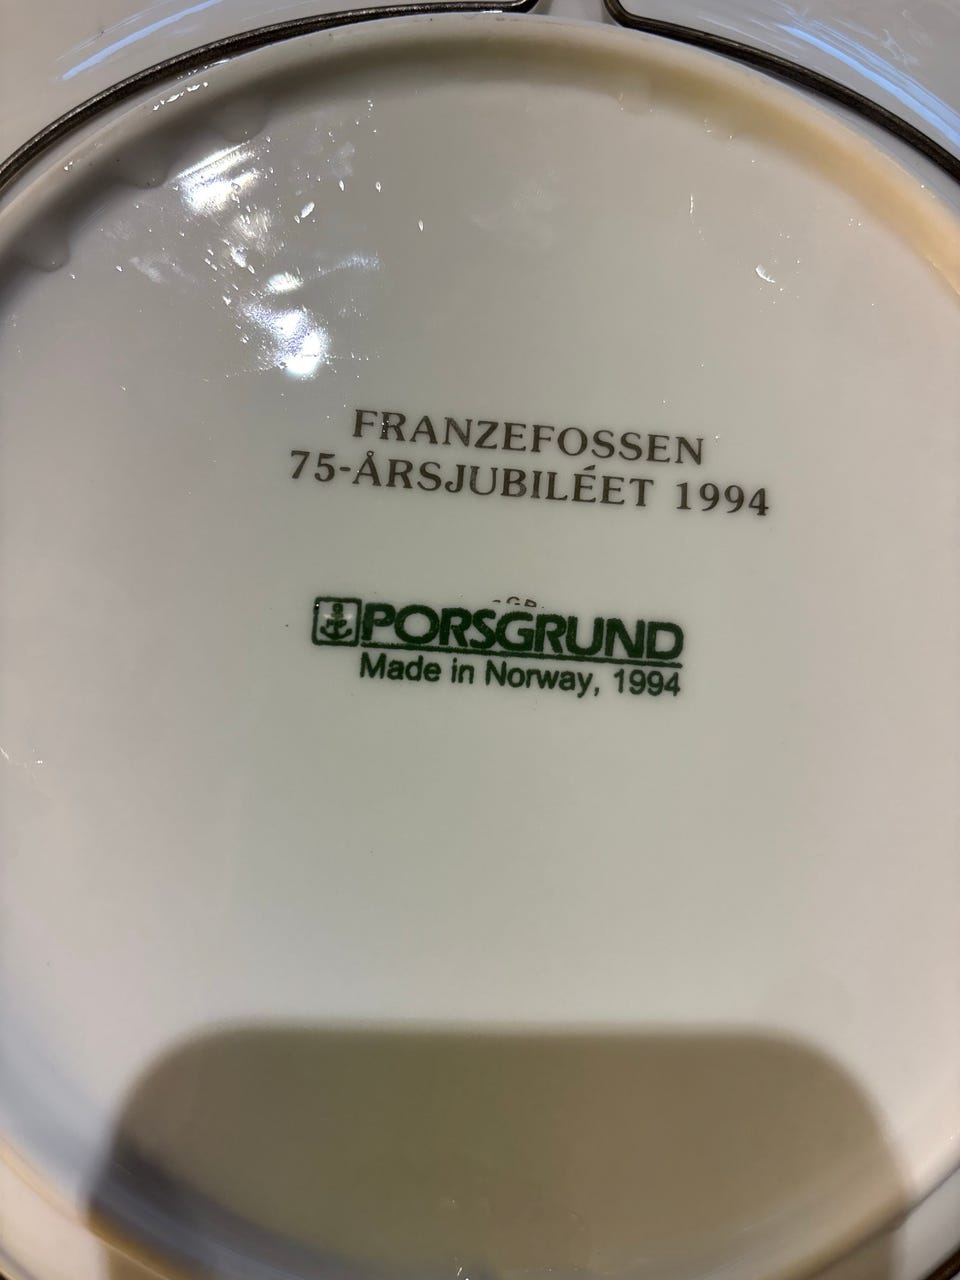 FRANZEFOSSEN
75-ÅRSJUBILÉET 1994
PORSGRUND
Made in Norway, 1994